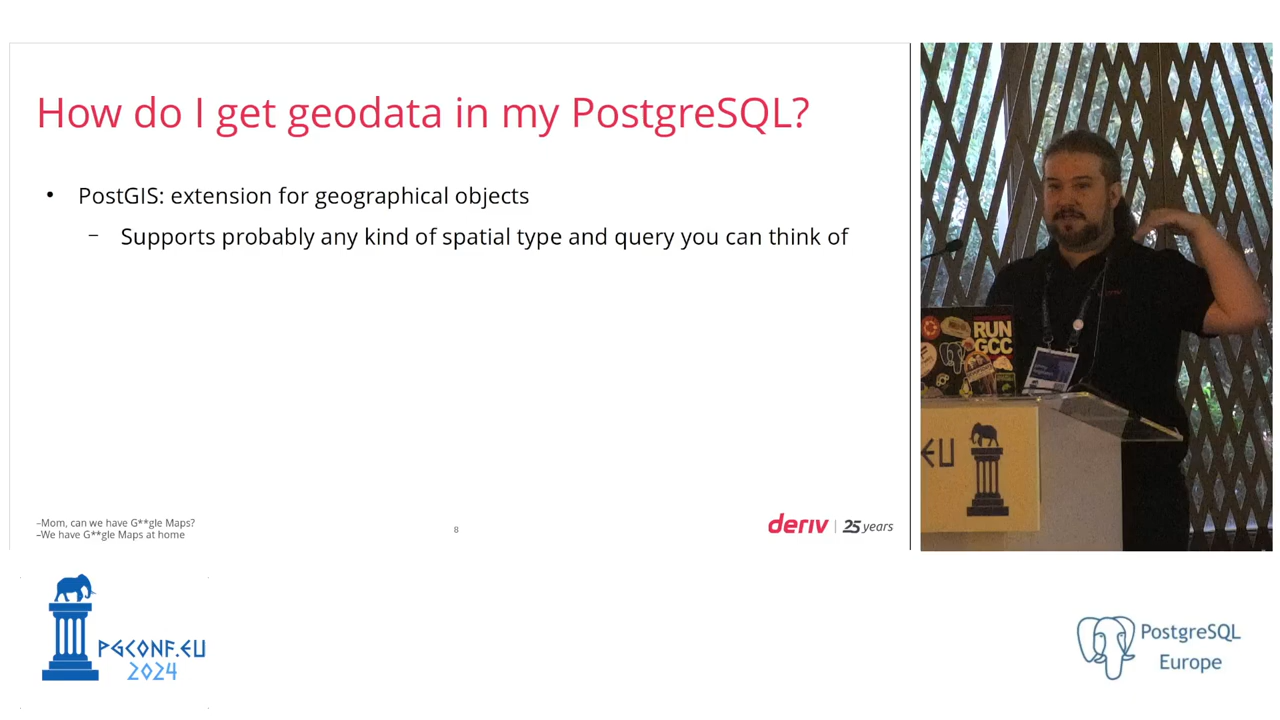 How do I get geodata in my PostgreSQL?
• PostGIS: extension for geographical objects
– Supports probably any kind of spatial type and query you can think of
–Mom, can we have G**gle Maps?
–We have G**gle Maps at home
8
deriv | 25 years
RUN
GCC
EU
PGCONF.EU
2024
PostgreSQL
Europe